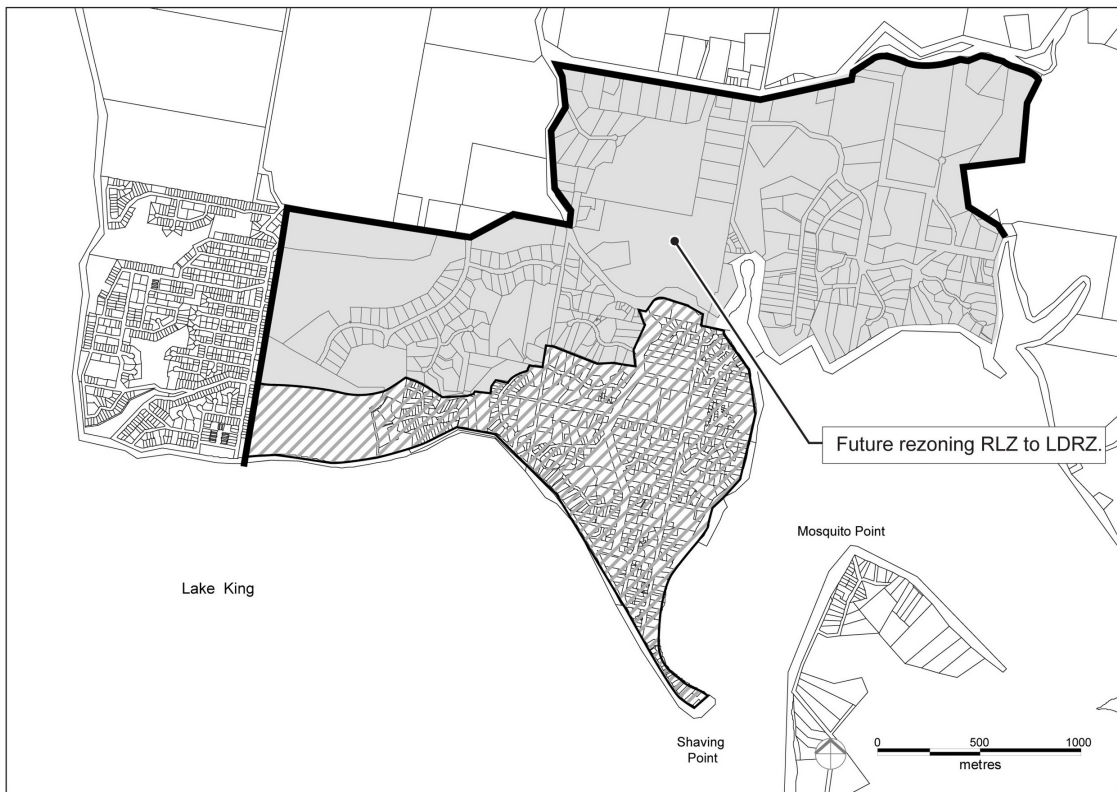 Future rezoning RLZ to LDRZ.
Mosquito Point
Lake King
Shaving
Point
0 500 1000
metres